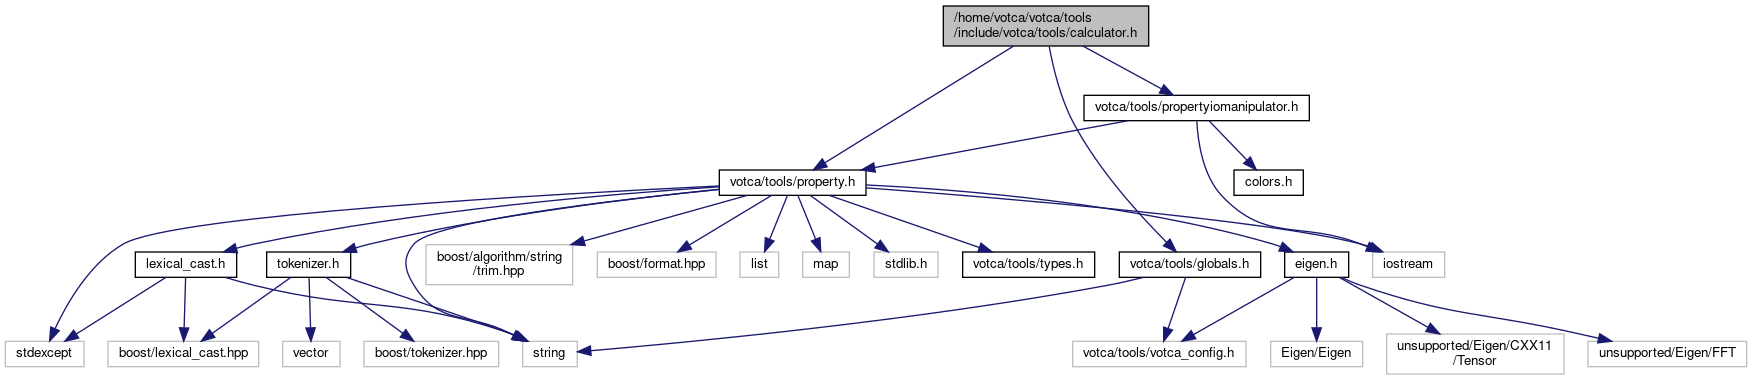 /home/votca/votca/tools
/include/votca/tools/calculator.h
votca/tools/propertyiomanipulator.h
votca/tools/property.h
colors.h
lexical_cast.h
tokenizer.h
boost/algorithm/string
/trim.hpp
boost/format.hpp
list
map
stdlib.h
votca/tools/types.h
votca/tools/globals.h
eigen.h
iostream
stdexcept
boost/lexical_cast.hpp
vector
boost/tokenizer.hpp
string
votca/tools/votca_config.h
Eigen/Eigen
unsupported/Eigen/CXX11
/Tensor
unsupported/Eigen/FFT